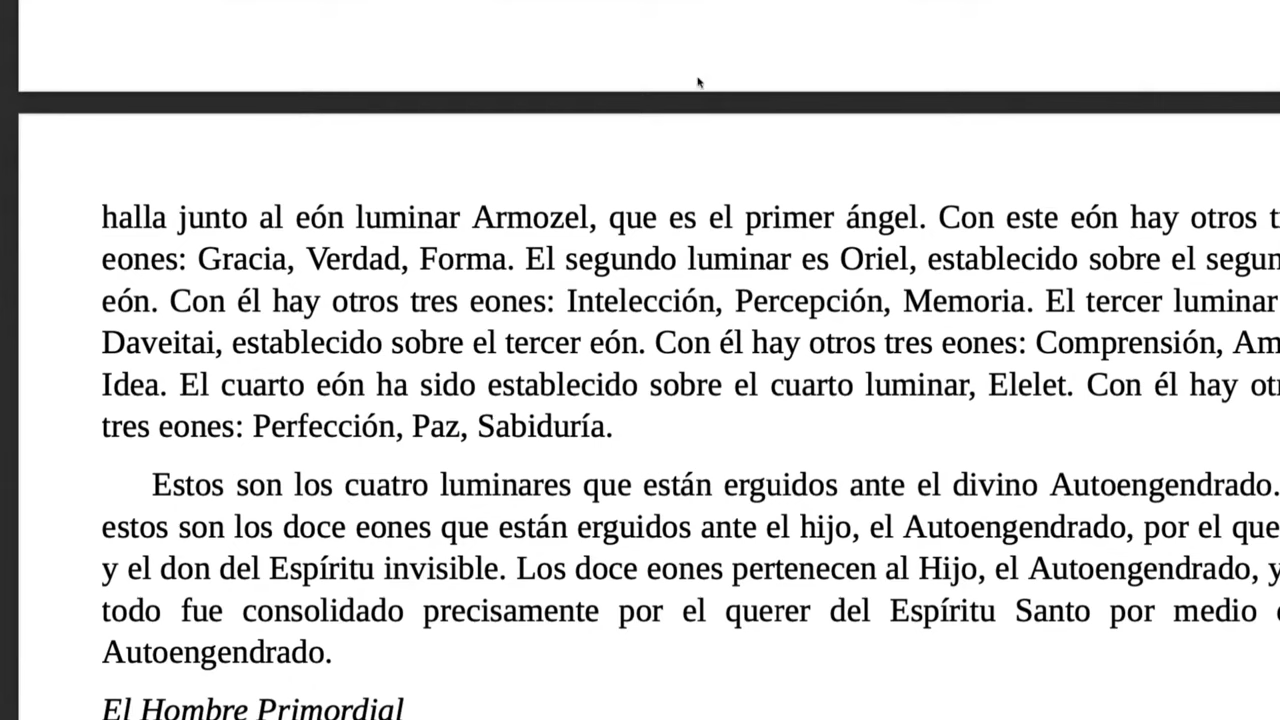 halla junto al eón luminar Armozel, que es el primer ángel. Con este eón hay otros
eones: Gracia, Verdad, Forma. El segundo luminar es Oriel, establecido sobre el
eón. Con él hay otros tres eones: Intelección, Percepción, Memoria. El tercer luminar
Daveitai, establecido sobre el tercer eón. Con él hay otros tres eones: Comprensión,
Idea. El cuarto eón ha sido establecido sobre el cuarto luminar, Elelet. Con él hay
tres eones: Perfección, Paz, Sabiduría.
Estos son los cuatro luminares que están erguidos ante el divino Autoengendrado.
estos son los doce eones que están erguidos ante el hijo, el Autoengendrado, por el
y el don del Espíritu invisible. Los doce eones pertenecen al Hijo, el Autoengendrado,
todo fue consolidado precisamente por el querer del Espíritu Santo por medio
Autoengendrado.
El Hombre Primordial